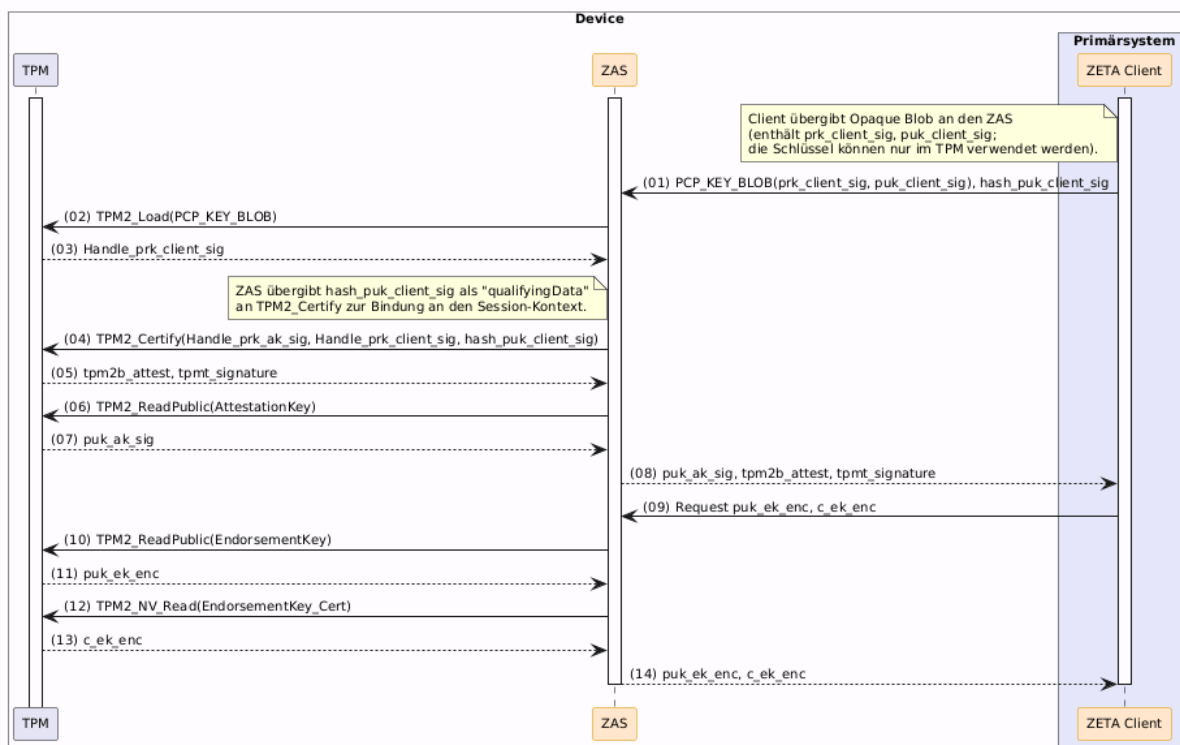 Device
Primärsystem
TPM
ZAS
ZETA Client
Client übergibt Opaque Blob an den ZAS
(enthält prk_client_sig, puk_client_sig;
die Schlüssel können nur im TPM verwendet werden).
(01) PCP_KEY_BLOB(prk_client_sig, puk_client_sig), hash_puk_client_sig
(02) TPM2_Load(PCP_KEY_BLOB)
(03) Handle_prk_client_sig
ZAS übergibt hash_puk_client_sig als "qualifyingData"
an TPM2_Certify zur Bindung an den Session-Kontext.
(04) TPM2_Certify(Handle_prk_ak_sig, Handle_prk_client_sig, hash_puk_client_sig)
(05) tpm2b_attest, tpmt_signature
(06) TPM2_ReadPublic(AttestationKey)
(07) puk_ak_sig
(08) puk_ak_sig, tpm2b_attest, tpmt_signature
(09) Request puk_ek_enc, c_ek_enc
(10) TPM2_ReadPublic(EndorsementKey)
(11) puk_ek_enc
(12) TPM2_NV_Read(EndorsementKey_Cert)
(13) c_ek_enc
(14) puk_ek_enc, c_ek_enc
TPM
ZAS
ZETA Client